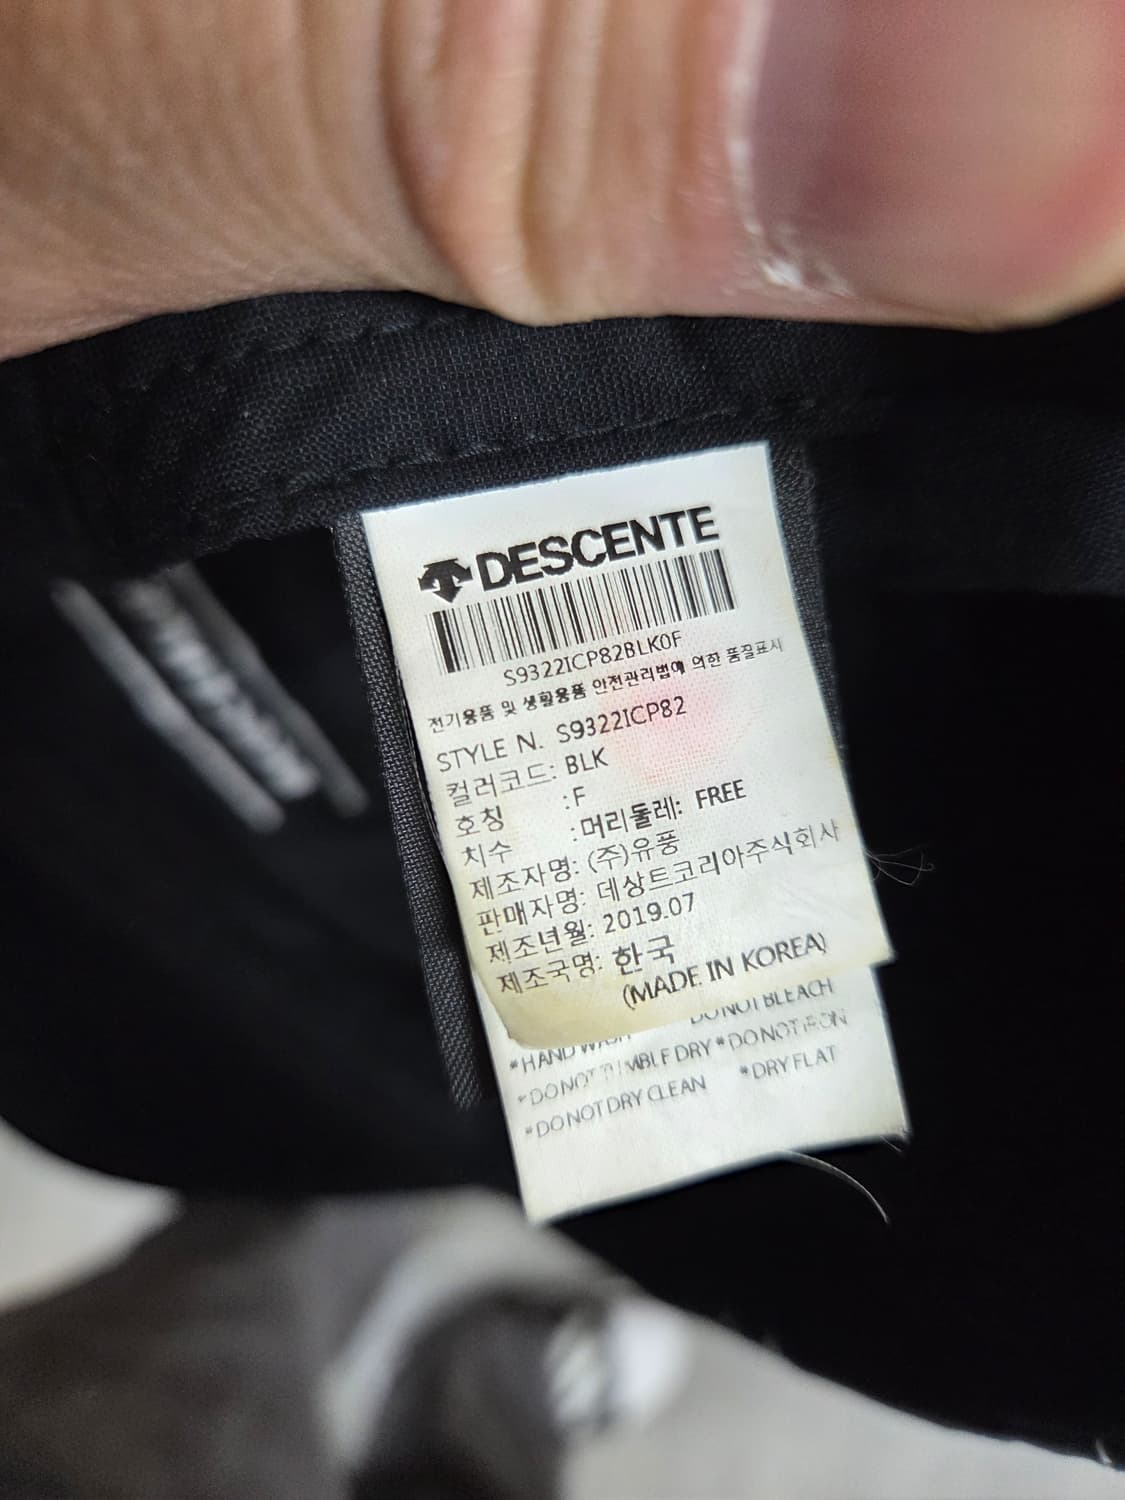 DESCENTE
S9322ICP82BLK0F
전기용품 및 생활용품 안전관리법에 의한 품질표시
STYLE N. S9322ICP82
컬러코드: BLK
호칭 :F
치수 :머리둘레: FREE
제조자명: (주)유풍
판매자명: 데상트코리아주식회사
제조년월: 2019.07
제조국명: 한국
(MADE IN KOREA)
*HAND WASH DO NOT BLEACH
*DO NOT TUMBLE DRY *DO NOT IRON
*DO NOT DRY CLEAN *DRY FLAT